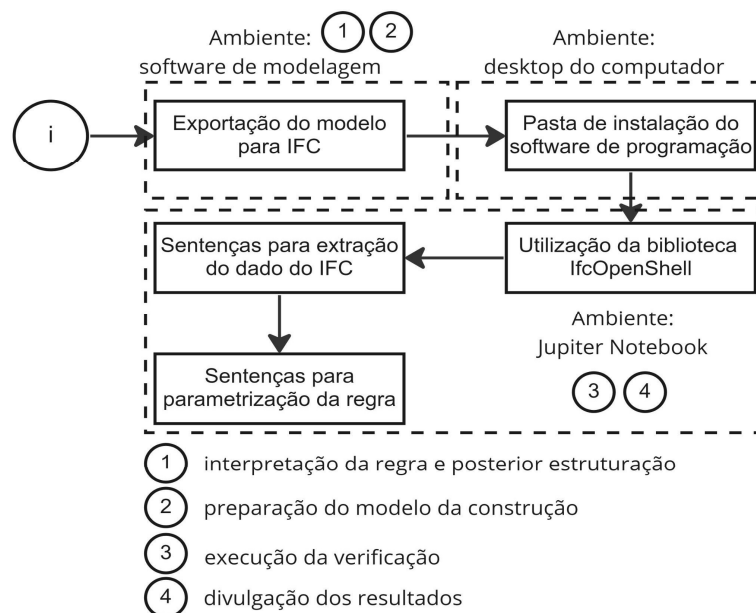 Ambiente: 1 2
software de modelagem
Ambiente:
desktop do computador
i
Exportação do modelo
para IFC
Pasta de instalação do
software de programação
Sentenças para extração
do dado do IFC
Utilização da biblioteca
IfcOpenShell
Ambiente:
Jupiter Notebook
3 4
Sentenças para
parametrização da regra
1 interpretação da regra e posterior estruturação
2 preparação do modelo da construção
3 execução da verificação
4 divulgação dos resultados